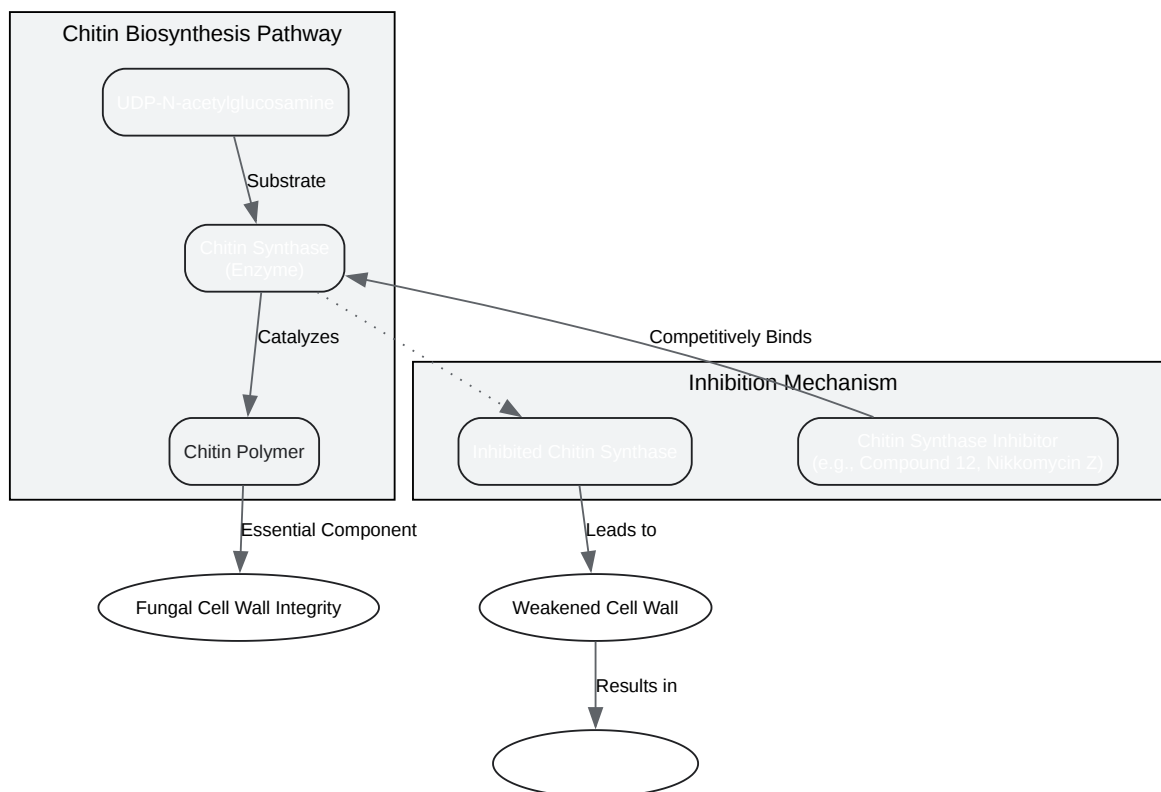 Chitin Biosynthesis Pathway
UDP-N-acetylglucosamine
Substrate
Chitin Synthase
(Enzyme)
Catalyzes
Competitively Binds
Inhibition Mechanism
Chitin Polymer
Inhibited Chitin Synthase
Chitin Synthase Inhibitor
(e.g., Compound 12, Nikkomycin Z)
Essential Component
Leads to
Fungal Cell Wall Integrity
Weakened Cell Wall
Results in